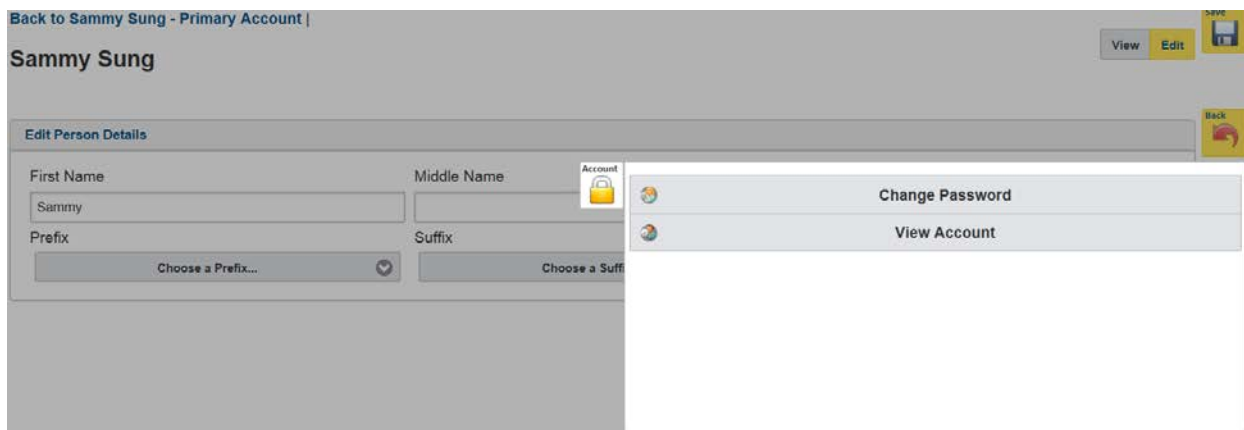 Back to Sammy Sung - Primary Account |
Save
View Edit
Sammy Sung
Back
Edit Person Details
First Name
Middle Name
Account
Sammy
Change Password
Prefix
Suffix
View Account
Choose a Prefix...
Choose a Suffi